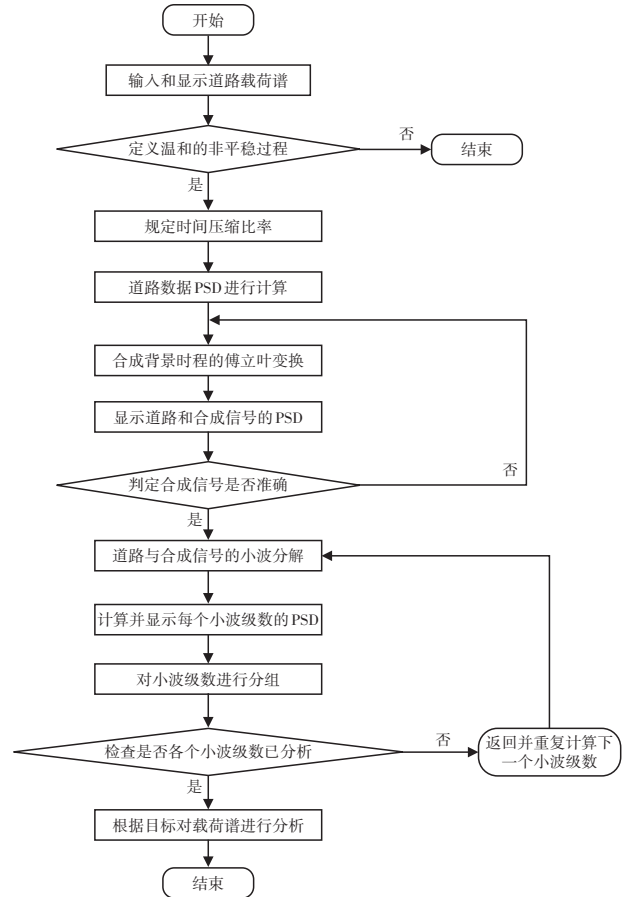 开始
输入和显示道路载荷谱
定义温和的非平稳过程
否
结束
是
规定时间压缩比率
道路数据PSD进行计算
合成背景时程的傅立叶变换
显示道路和合成信号的PSD
判定合成信号是否准确
否
是
道路与合成信号的小波分解
计算并显示每个小波级数的PSD
对小波级数进行分组
检查是否各个小波级数已分析
否
返回并重复计算下
一个小波级数
是
根据目标对载荷谱进行分析
结束